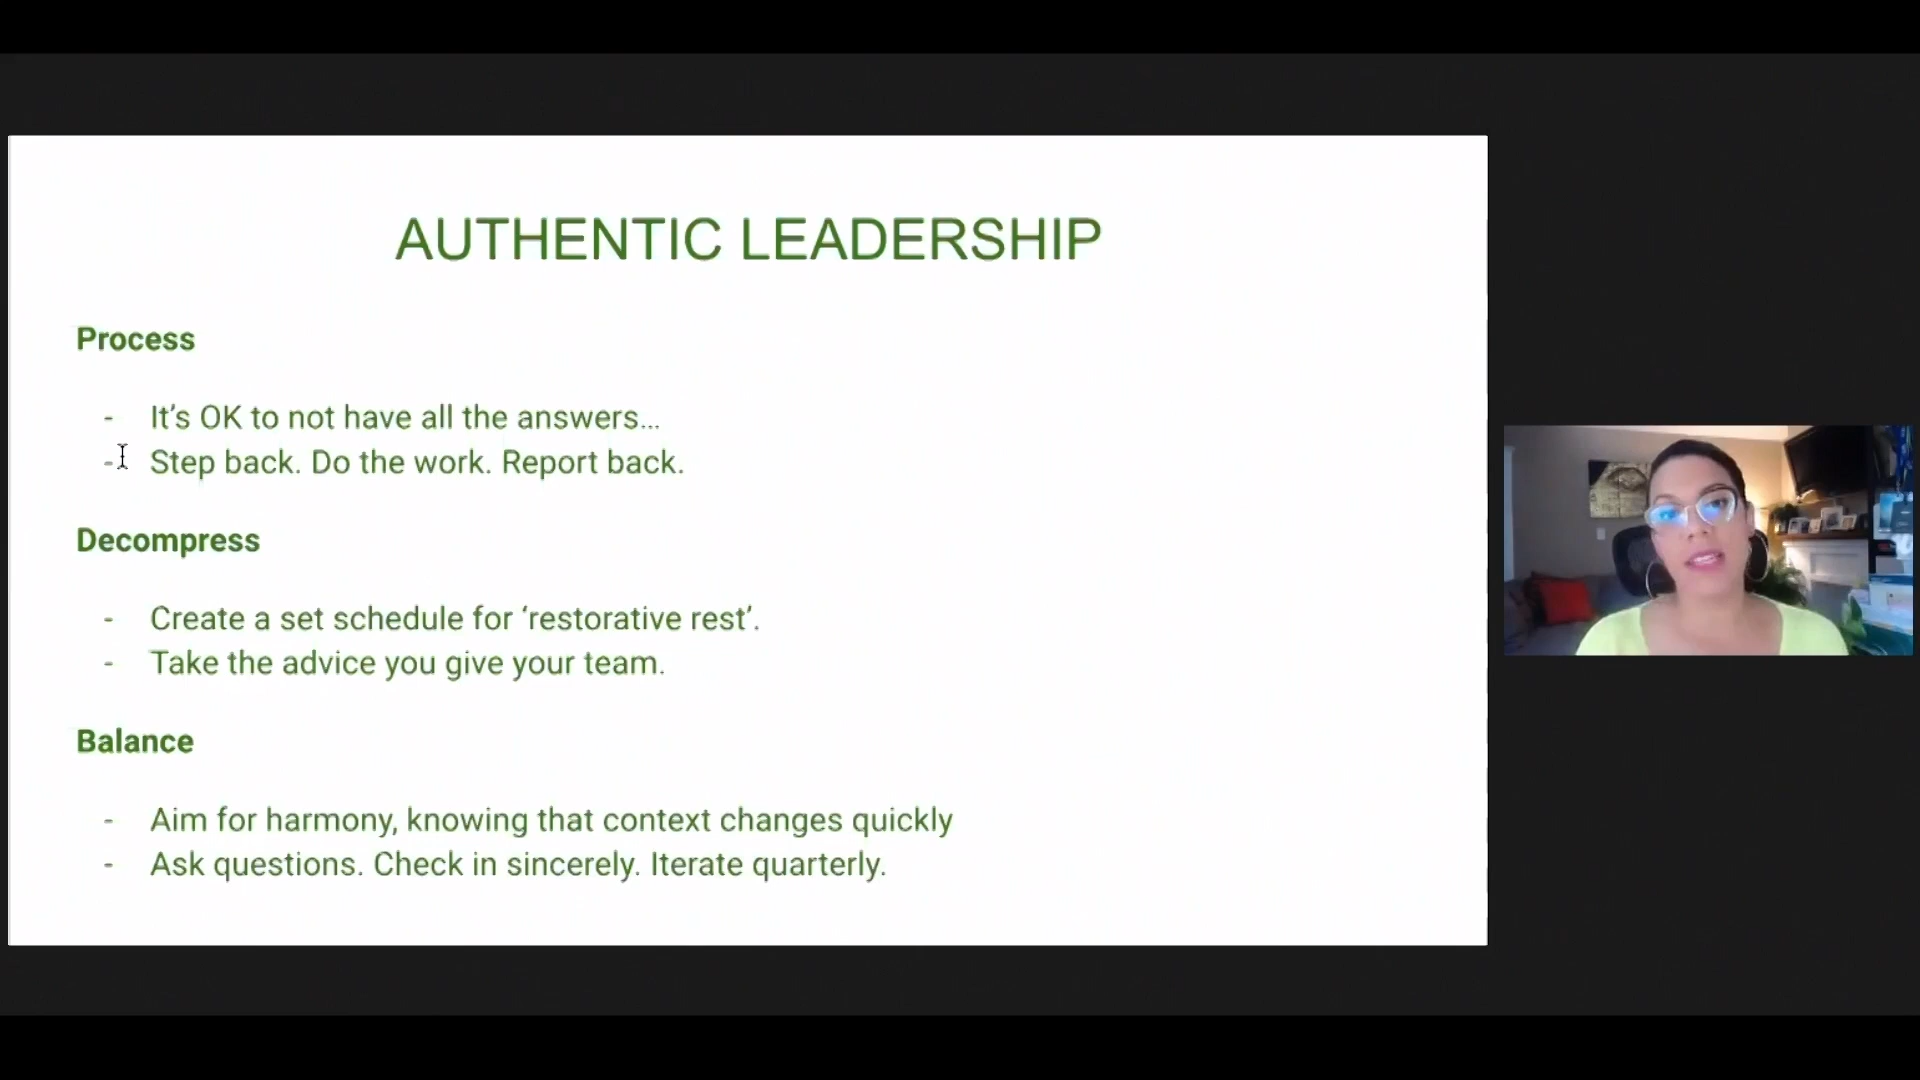 AUTHENTIC LEADERSHIP
Process
- It’s OK to not have all the answers...
- Step back. Do the work. Report back.
Decompress
- Create a set schedule for ‘restorative rest’.
- Take the advice you give your team.
Balance
- Aim for harmony, knowing that context changes quickly
- Ask questions. Check in sincerely. Iterate quarterly.